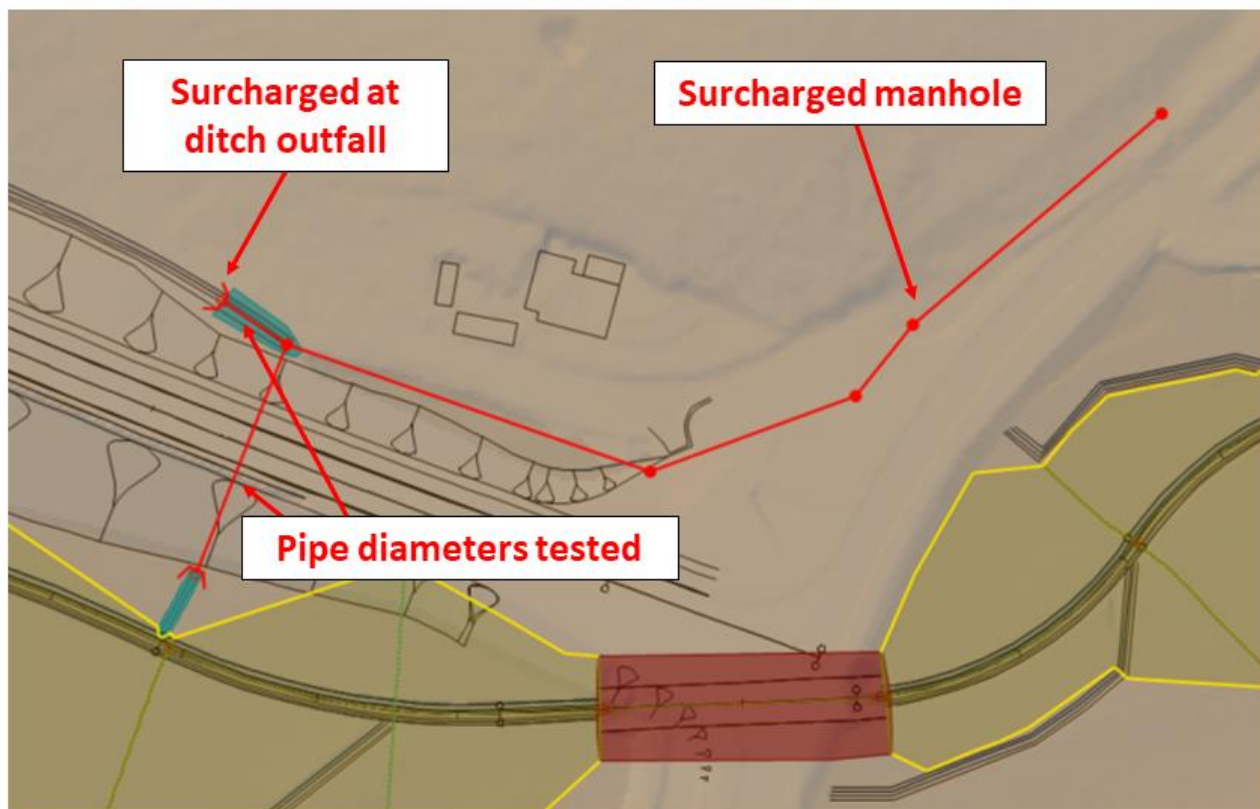 Surcharged at
ditch outfall
Surcharged manhole
Pipe diameters tested